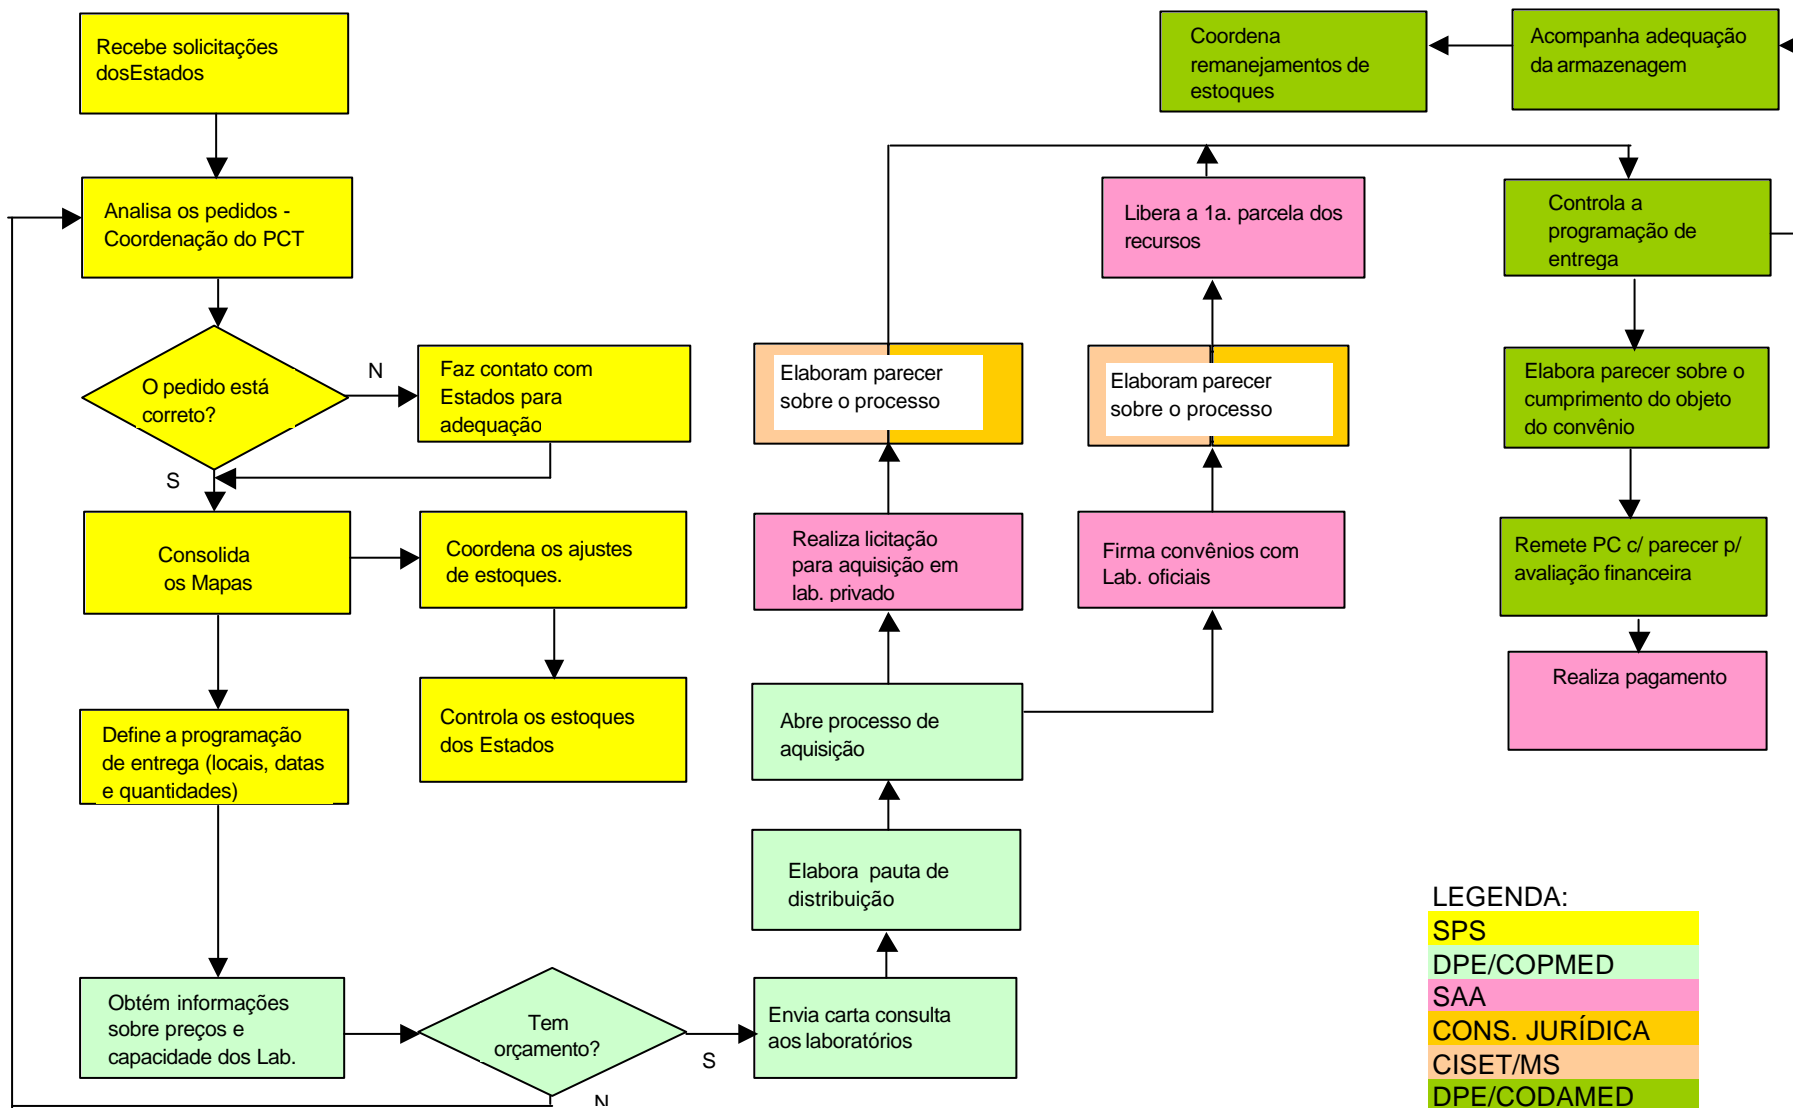 Recebe solicitações
dosEstados
Analisa os pedidos -
Coordenação do PCT
O pedido está
correto?
N
S
Faz contato com
Estados para
adequação
Consolida
os Mapas
Coordena os ajustes
de estoques.
Controla os estoques
dos Estados
Define a programação
de entrega (locais, datas
e quantidades)
Obtém informações
sobre preços e
capacidade dos Lab.
Tem
orçamento?
S
N
Envia carta consulta
aos laboratórios
Elabora pauta de
distribuição
Abre processo de
aquisição
Realiza licitação
para aquisição em
lab. privado
Elaboram parecer
sobre o processo
Firma convênios com
Lab. oficiais
Elaboram parecer
sobre o processo
Libera a 1a. parcela dos
recursos
Controla a
programação de
entrega
Acompanha adequação
da armazenagem
Coordena
remanejamentos de
estoques
Elabora parecer sobre o
cumprimento do objeto
do convênio
Remete PC c/ parecer p/
avaliação financeira
Realiza pagamento
LEGENDA:
SPS
DPE/COPMED
SAA
CONS. JURÍDICA
CISET/MS
DPE/CODAMED